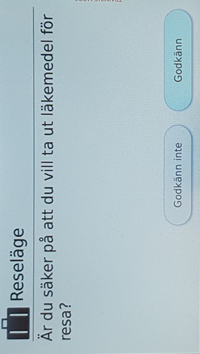 Reseläge
Är du säker på att du vill ta ut läkemedel för
resa?
Godkänn inte
Godkänn